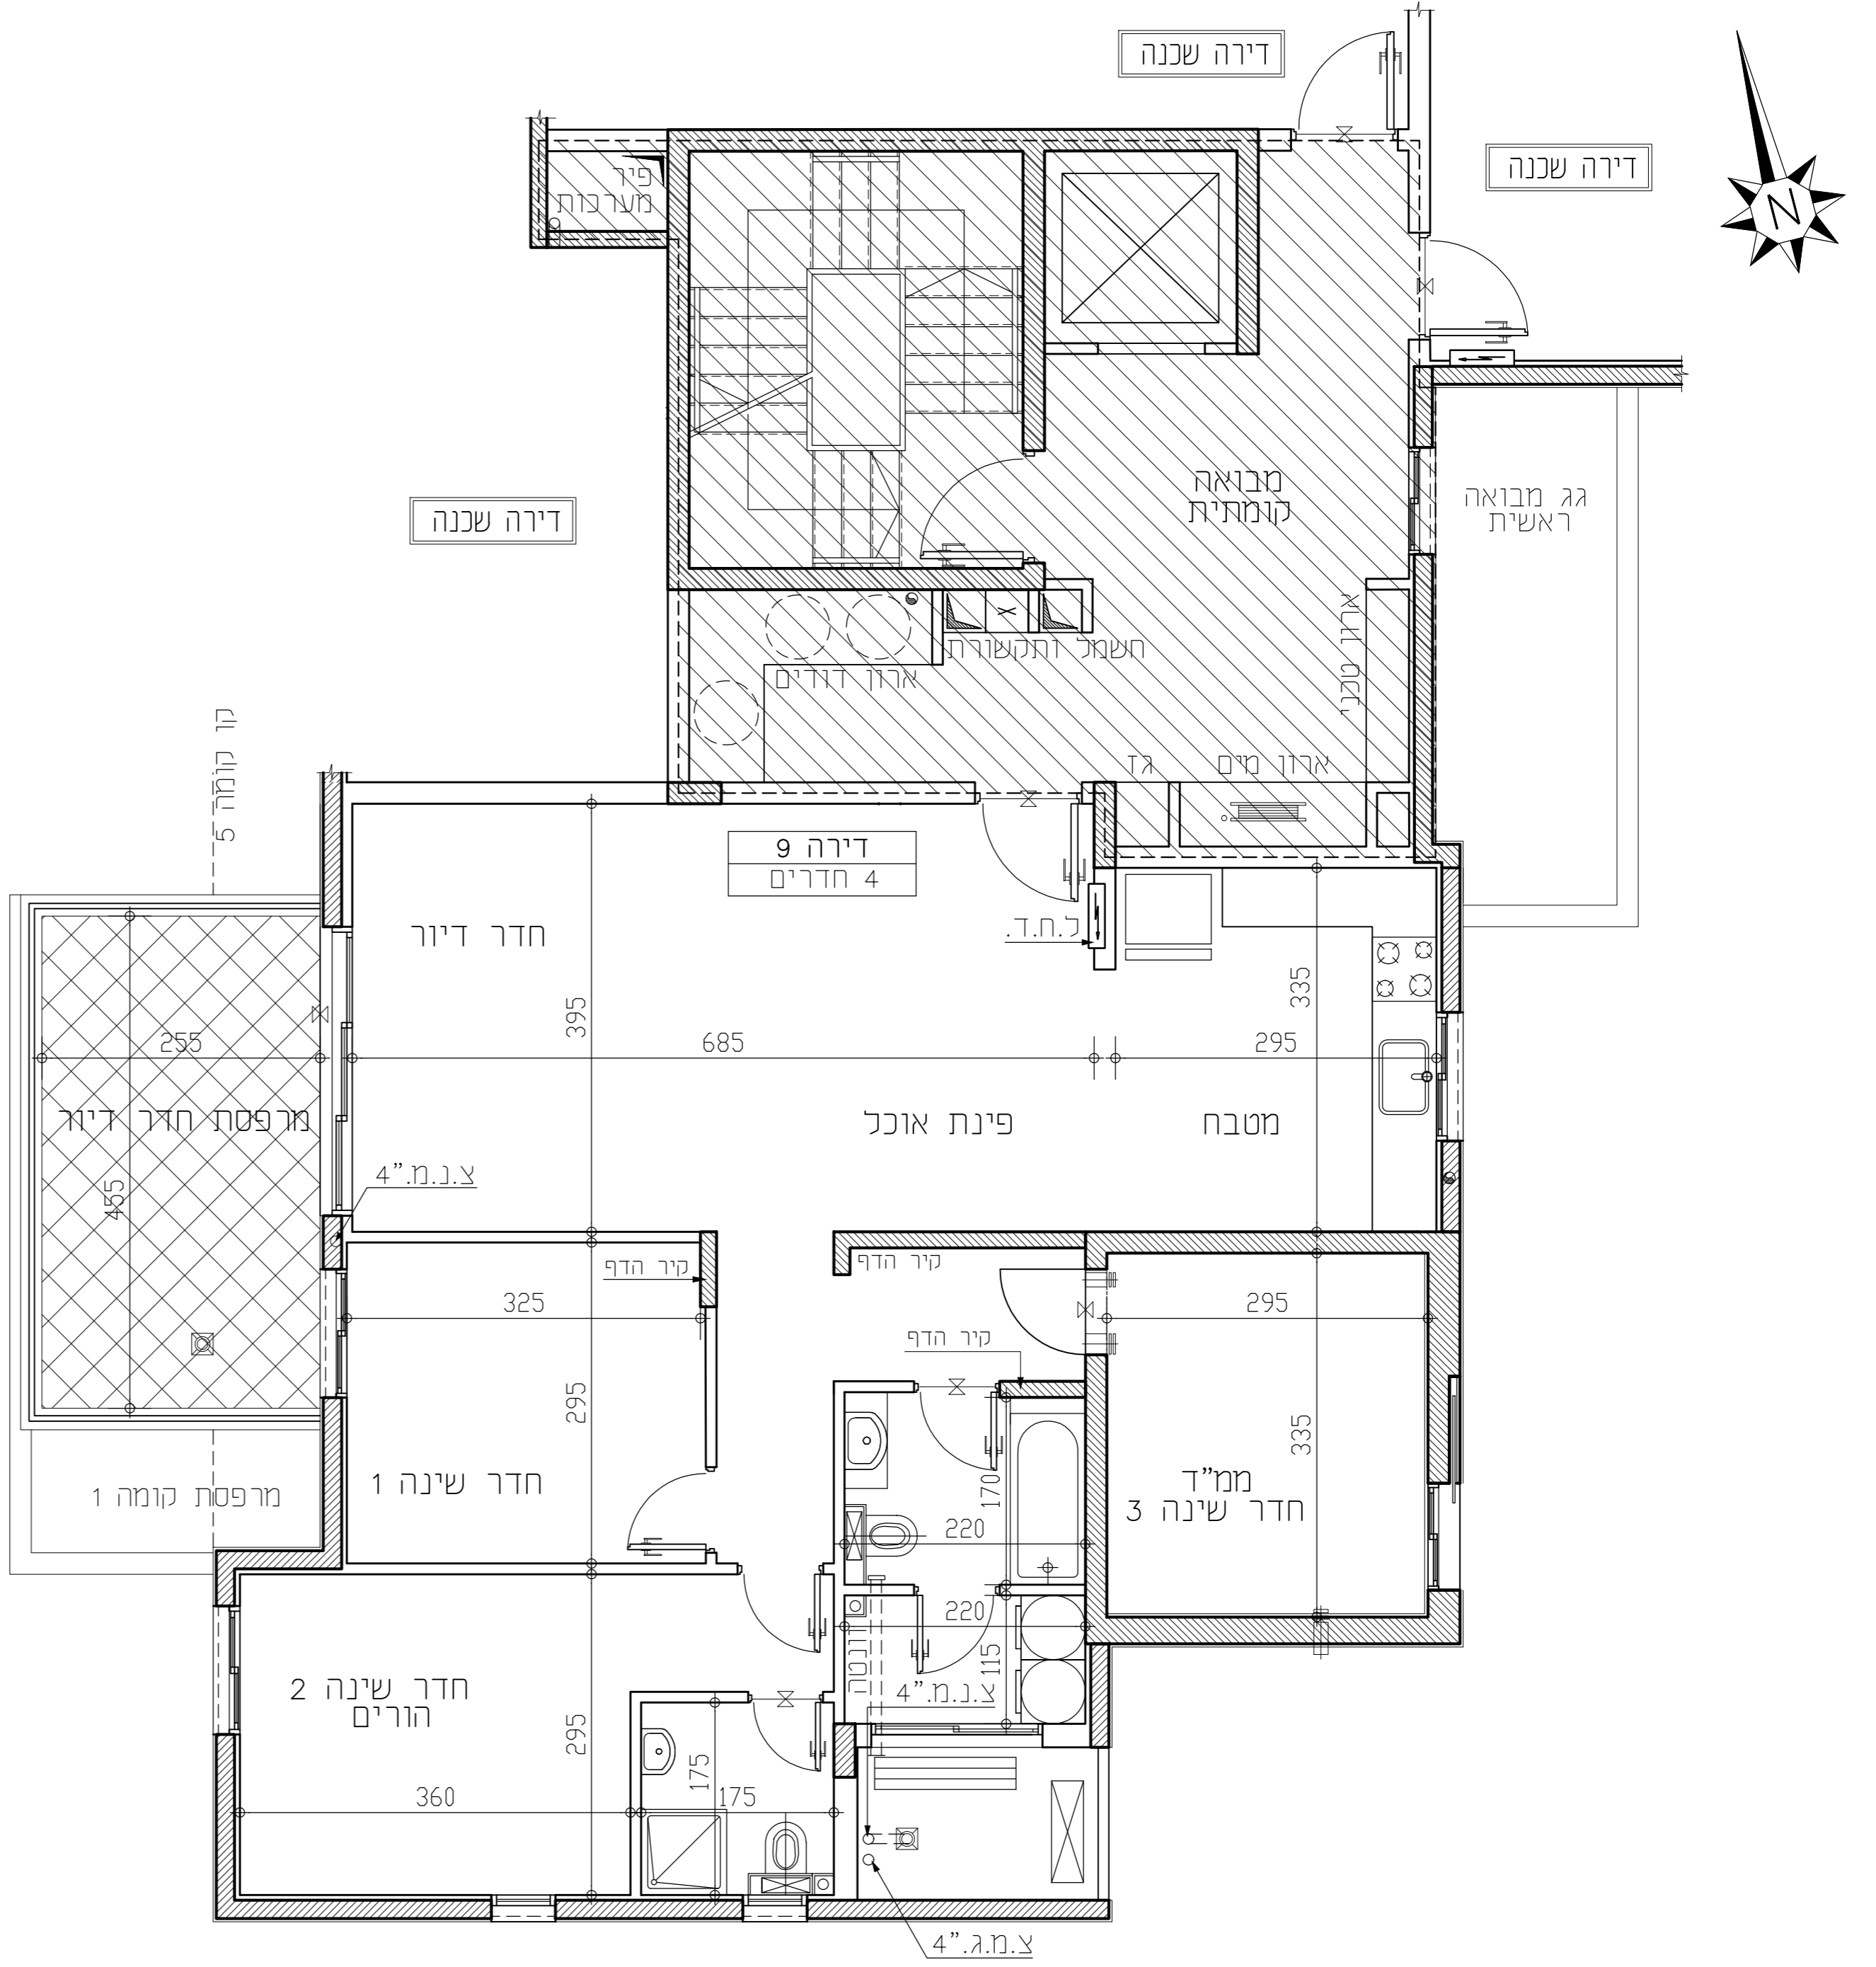 דירה שכנה
N
דירה שכנה
פיר
מערכות
דירה שכנה
מבואה
קומתית
גג מבואה
ראשית
חשמל ותקשורת
ארון דודים
ארון טכני
גז
ארון מים
קו קומה 5
דירה 9
4 חדרים
חדר דיור
ל.ח.ד.
395
335
255
685
295
מרפסת חדר דיור
455
פינת אוכל
מטבח
צ.נ.מ."4
קיר הדף
קיר הדף
325
295
קיר הדף
295
335
מרפסת קומה 1
חדר שינה 1
170
220
ממ"ד
חדר שינה 3
220
115
וונטה
צ.נ.מ."4
חדר שינה 2
הורים
295
175
175
360
צ.מ.ג."4